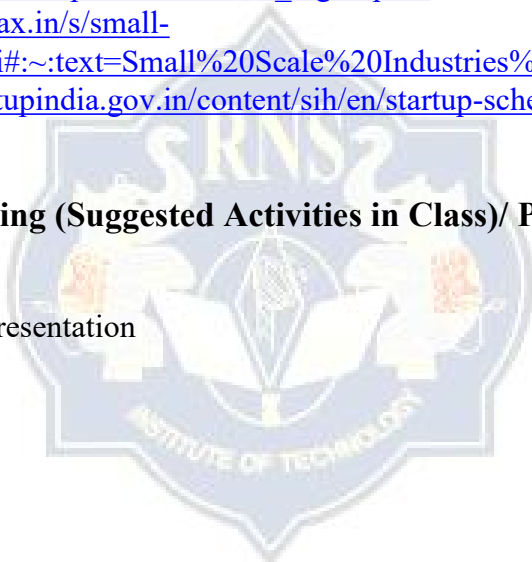 ax.in/s/small-
i#:~:text=Small%20Scale%20Industries%
tupindia.gov.in/content/sih/en/startup-sche
RNS
ing (Suggested Activities in Class)/ P
resentation
INSTITUTE OF TECHNOLOGY